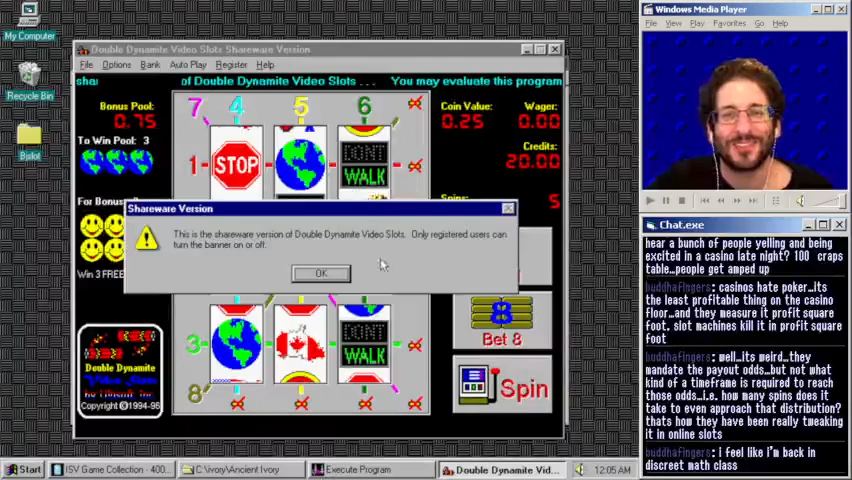 My Computer
Recycle Bin
Bjslot
Double Dynamite Video Slots Shareware Version
File Options Bank Auto Play Register Help
shar of Double Dynamite Video Slots . . . You may evaluate this program
Bonus Pool:
0.75
To Win Pool: 3
For Bonus
Win 3 FREE
7 4 5 6
1
STOP
DONT
WALK
Coin Value: Wager:
0.25 0.00
Credits:
20.00
Spins:
5
Shareware Version
This is the shareware version of Double Dynamite Video Slots. Only registered users can
turn the banner on or off.
OK
3
DONT
WALK
8
8
Bet 8
Spin
Double Dynamite
Video Slots
Copyright ©1994-96
Windows Media Player
File View Play Favorites Go Help
Chat.exe
hear a bunch of people yelling and being
excited in a casino late night? 100 craps
table...people get amped up
buddhafingers: casinos hate poker...its
the least profitable thing on the casino
floor...and they measure it profit square
foot. slot machines kill it in profit square
foot
buddhafingers: well..its weird...they
mandate the payout odds...but not what
kind of a timeframe is required to reach
those odds...i.e. how many spins does it
take to even approach that distribution?
thats how they have been really tweaking
it in online slots
buddhafingers: i feel like i'm back in
discreet math class
Start
ISV Game Collection - 400...
C:\ivory\Ancient Ivory
Execute Program
Double Dynamite Vid...
12:05 AM